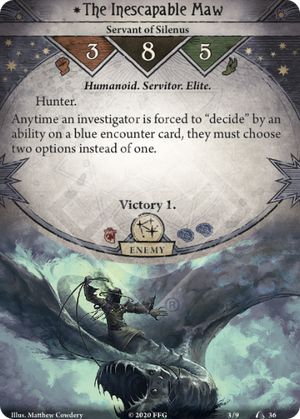 The Inescapable Maw
Servant of Silenus
3 8 5
Humanoid. Servitor. Elite.
Hunter.
Anytime an investigator is forced to “decide” by an
ability on a blue encounter card, they must choose
two options instead of one.
Victory 1.
ENEMY
Illus. Matthew Cowdery © 2020 FFG 3/9 36